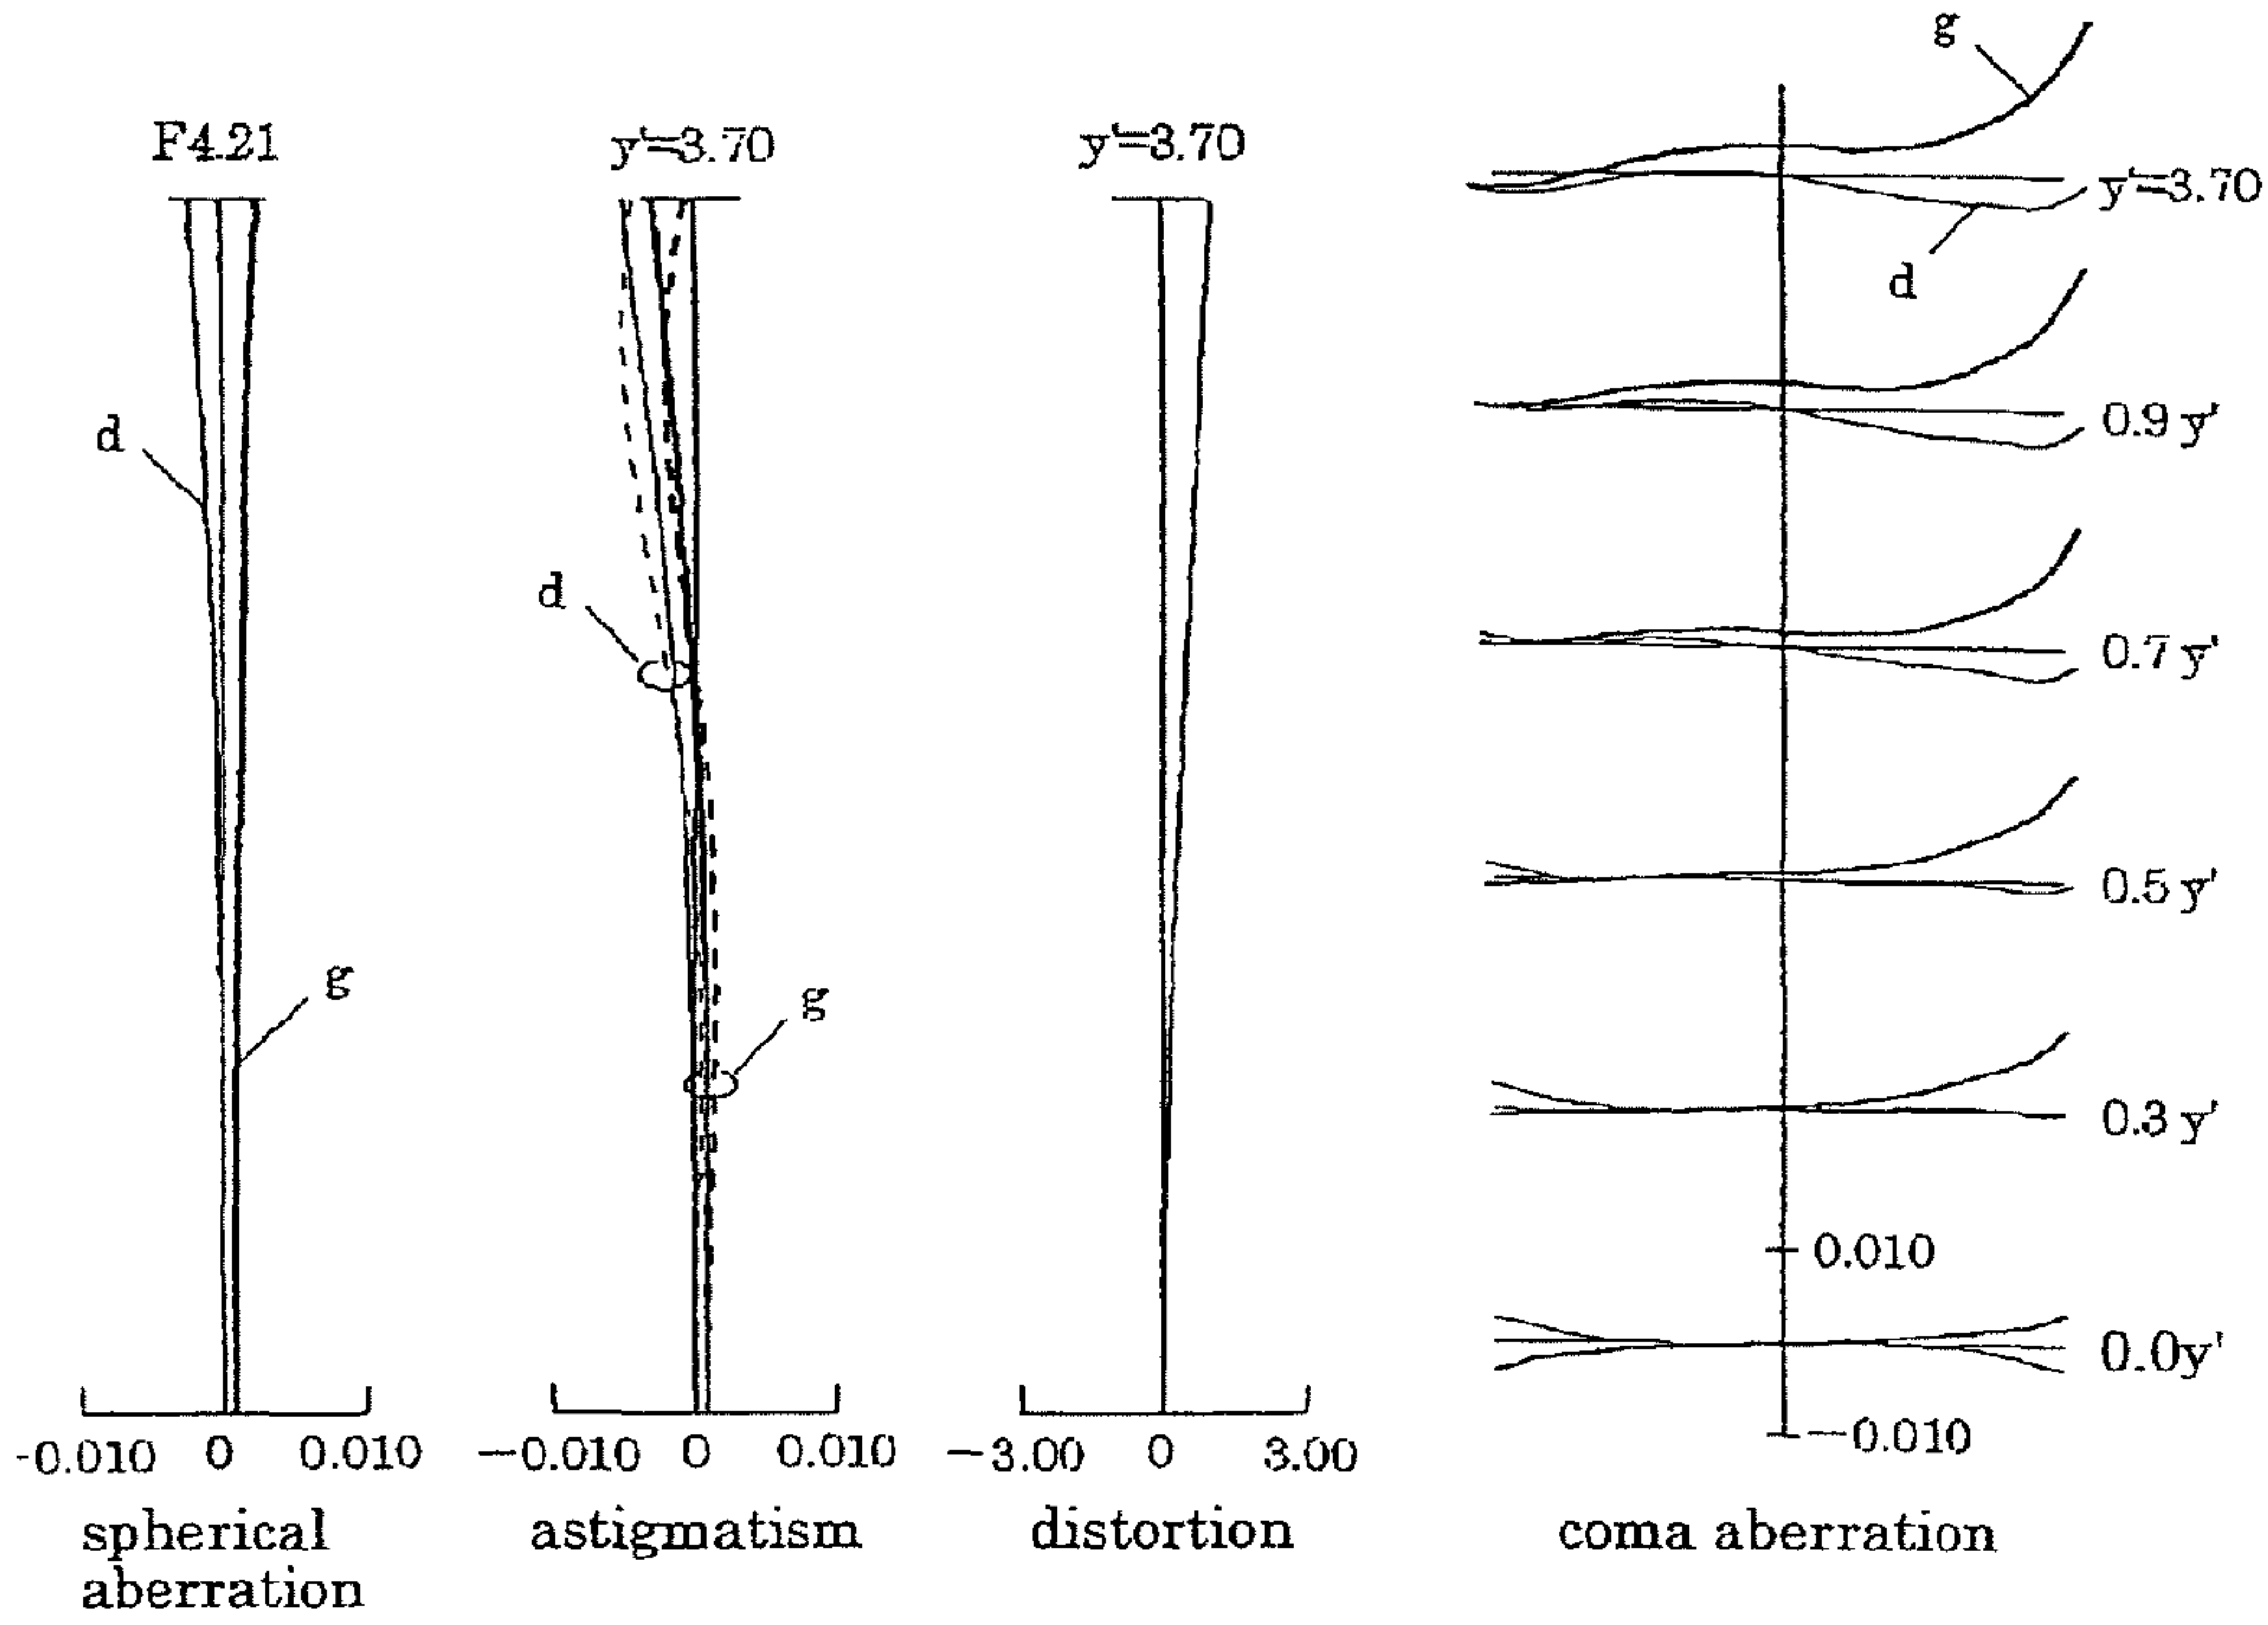 F4.21
d
g
-0.010 0 0.010
spherical
aberration
y'=3.70
d
g
−0.010 0 0.010
astigmatism
y'=3.70
−3.00 0 3.00
distortion
g
y'=3.70
d
0.9 y'
0.7 y'
0.5 y'
0.3 y'
0.010
0.0y'
−0.010
coma aberration